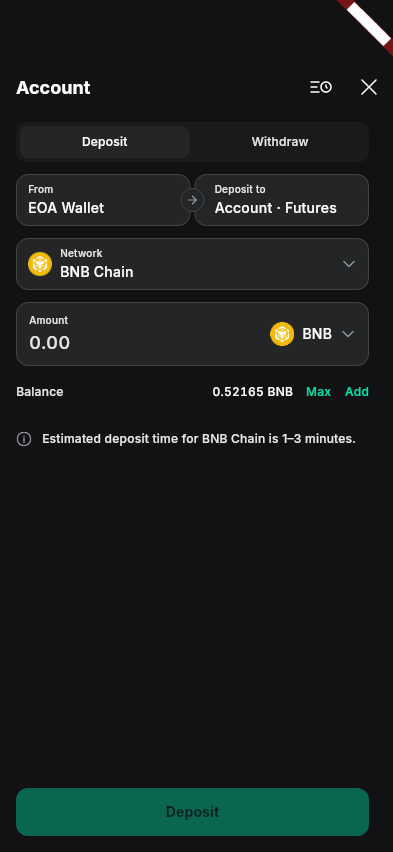 Account
Deposit
Withdraw
From
EOA Wallet
Deposit to
Account · Futures
Network
BNB Chain
Amount
0.00
BNB
Balance
0.52165 BNB
Max
Add
Estimated deposit time for BNB Chain is 1–3 minutes.
Deposit